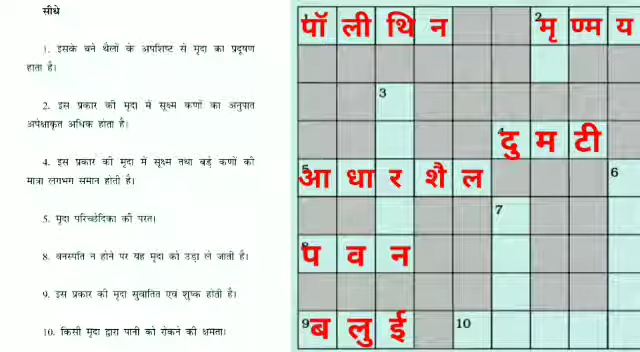 सीधे
1. इसके बने थैलों के अपशिष्ट से मृदा का प्रदूषण
होता है।
2. इस प्रकार की मृदा में सूक्ष्म कणों का अनुपात
अपेक्षाकृत अधिक होता है।
4. इस प्रकार की मृदा में सूक्ष्म तथा बड़े कणों की
मात्रा लगभग समान होती है।
5. मृदा परिच्छेदिका की परत।
8. वनस्पति न होने पर यह मृदा को उड़ा ले जाती है।
9. इस प्रकार की मृदा सुवातित एवं शुष्क होती है।
10. किसी मृदा द्वारा पानी को रोकने की क्षमता।
पॉ ली थि न 2 मृ ण्म य
3
4 दु म टी
5 आ धा र शै ल 6
7
8 प व न
9 ब लु ई 10